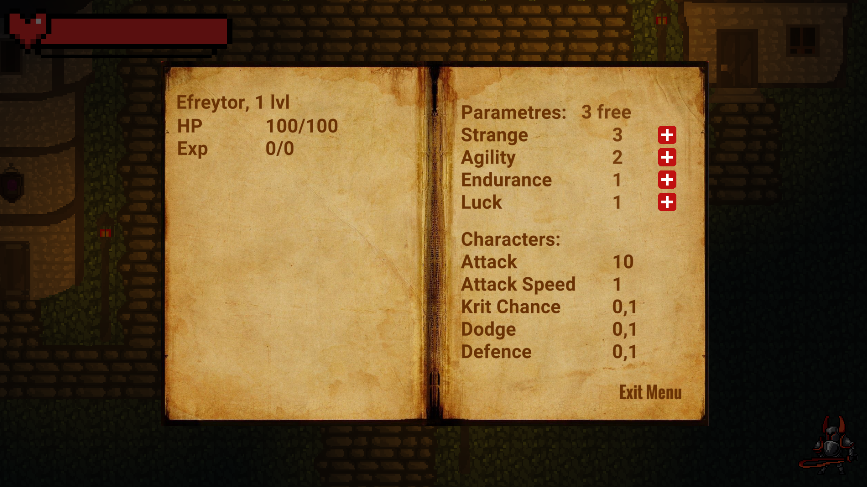 Efreytor, 1 lvl
HP 100/100
Exp 0/0
Parametres: 3 free
Strange 3
Agility 2
Endurance 1
Luck 1
Characters:
Attack 10
Attack Speed 1
Krit Chance 0,1
Dodge 0,1
Defence 0,1
Exit Menu